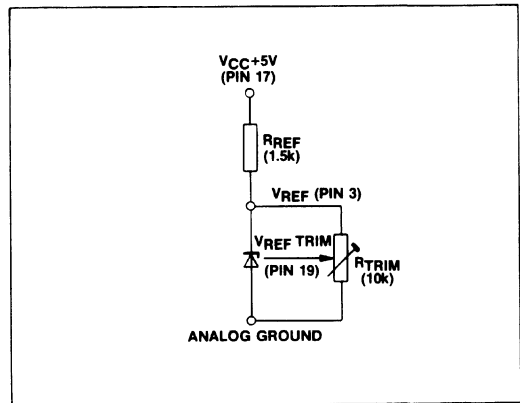 VCC+5V
(PIN 17)
RREF
(1.5k)
VREF (PIN 3)
VREF TRIM
(PIN 19)
RTRIM
(10k)
ANALOG GROUND